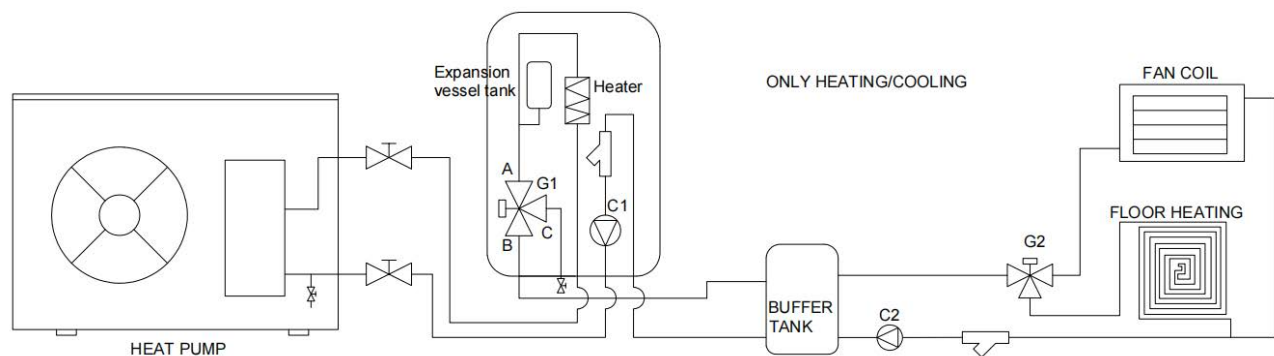 Expansion
vessel tank
Heater
ONLY HEATING/COOLING
FAN COIL
A
G1
C1
B
C
FLOOR HEATING
G2
BUFFER
TANK
C2
HEAT PUMP